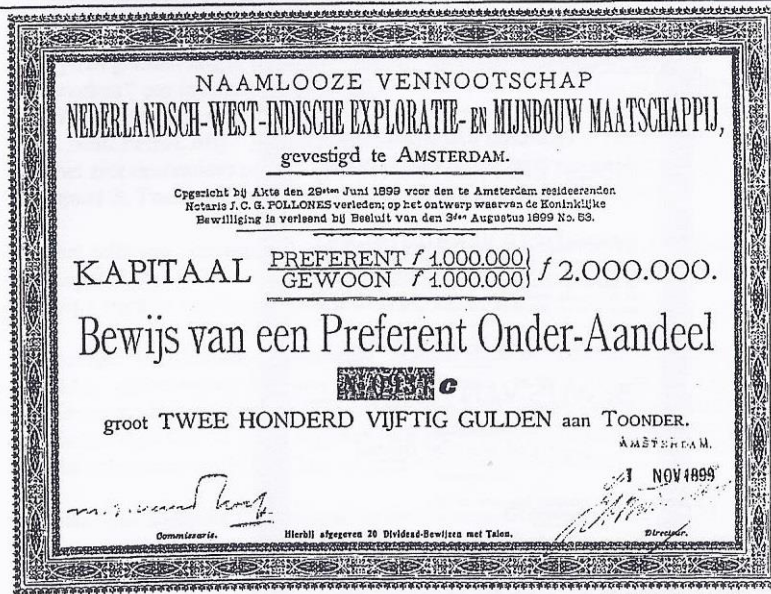 NAAMLOOZE VENNOOTSCHAP
NEDERLANDSCH-WEST-INDISCHE EXPLORATIE- EN MIJNBOUW MAATSCHAPPIJ,
gevestigd te AMSTERDAM.
Opgericht bij Akte den 29sten Juni 1899 voor den te Amsterdam resideerenden
Notaris J. C. G. POLLONES verleden; op het ontwerp waarvan de Koninklijke
Bewilliging is verleend bij Besluit van den 3den Augustus 1899 No. 53.
KAPITAAL PREFERENT f 1.000.000 GEWOON f 1.000.000 } f 2.000.000.
Bewijs van een Preferent Onder-Aandeel
C
groot TWEE HONDERD VIJFTIG GULDEN aan TOONDER.
AMSTERDAM,
1 NOV 1899
Commissaris. Hierbij afgegeven 20 Dividend-Bewijzen met Talon. Directeur.